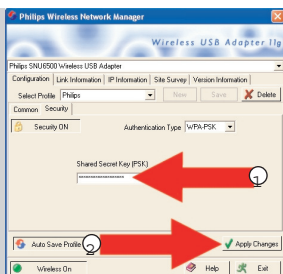 Philips Wireless Network Manager
Wireless USB Adapter 11g
Philips SNU6500 Wireless USB Adapter
Configuration Link Information IP Information Site Survey Version Information
Select Profile Philips New Save Delete
Common Security
Security ON Authentication Type WPA-PSK
Shared Secret Key (PSK)
1
Auto Save Profile 2 Apply Changes
Wireless On Help Exit